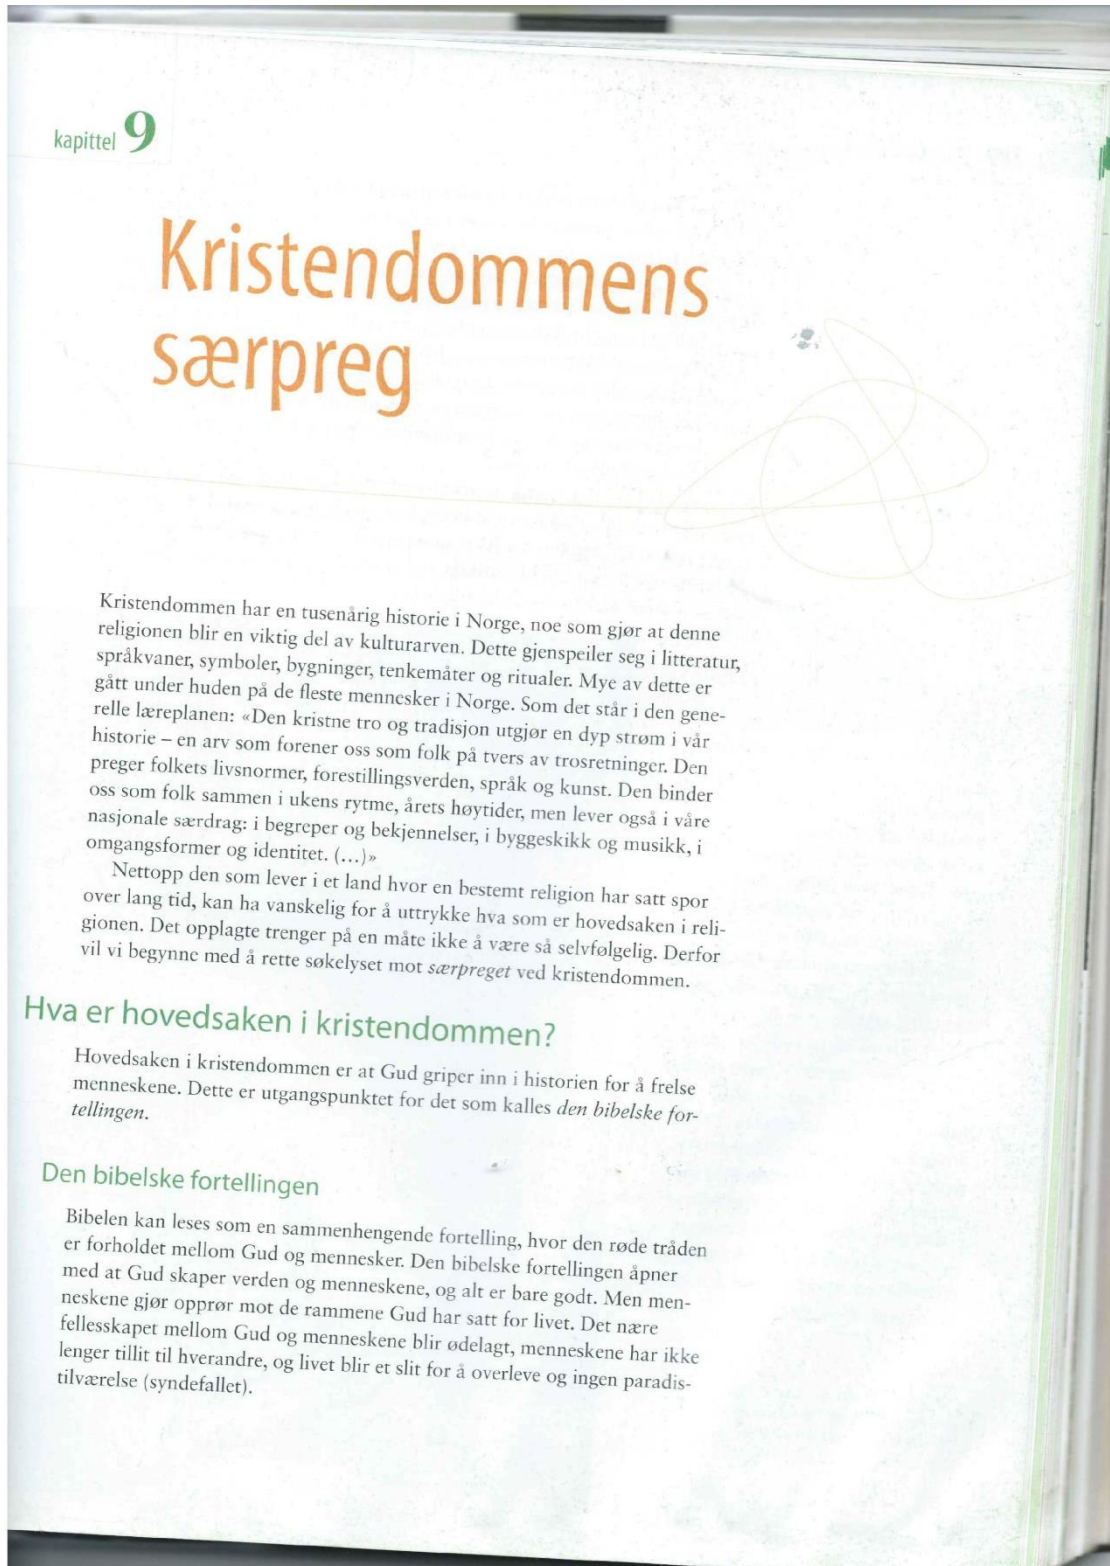 kapittel 9
Kristendommens
særpreg
Kristendommen har en tusenårig historie i Norge, noe som gjør at denne
religionen blir en viktig del av kulturarven. Dette gjenspeiler seg i litteratur,
språkvaner, symboler, bygninger, tenkemåter og ritualer. Mye av dette er
gått under huden på de fleste mennesker i Norge. Som det står i den gene-
relle læreplanen: «Den kristne tro og tradisjon utgjør en dyp strøm i vår
historie – en arv som forener oss som folk på tvers av trosretninger. Den
preger folkets livsnormer, forestillingsverden, språk og kunst. Den binder
oss som folk sammen i ukens rytme, årets høytider, men lever også i våre
nasjonale særdrag: i begreper og bekjennelser, i byggeskikk og musikk, i
omgangsformer og identitet. (...)»
Nettopp den som lever i et land hvor en bestemt religion har satt spor
over lang tid, kan ha vanskelig for å uttrykke hva som er hovedsaken i reli-
gionen. Det opplagte trenger på en måte ikke å være så selvfølgelig. Derfor
vil vi begynne med å rette søkelyset mot særpreget ved kristendommen.
Hva er hovedsaken i kristendommen?
Hovedsaken i kristendommen er at Gud griper inn i historien for å frelse
menneskene. Dette er utgangspunktet for det som kalles den bibelske for-
tellingen.
Den bibelske fortellingen
Bibelen kan leses som en sammenhengende fortelling, hvor den røde tråden
er forholdet mellom Gud og mennesker. Den bibelske fortellingen åpner
med at Gud skaper verden og menneskene, og alt er bare godt. Men men-
neskene gjør opprør mot de rammene Gud har satt for livet. Det nære
fellesskapet mellom Gud og menneskene blir ødelagt, menneskene har ikke
lenger tillit til hverandre, og livet blir et slit for å overleve og ingen paradis-
tilværelse (syndefallet).